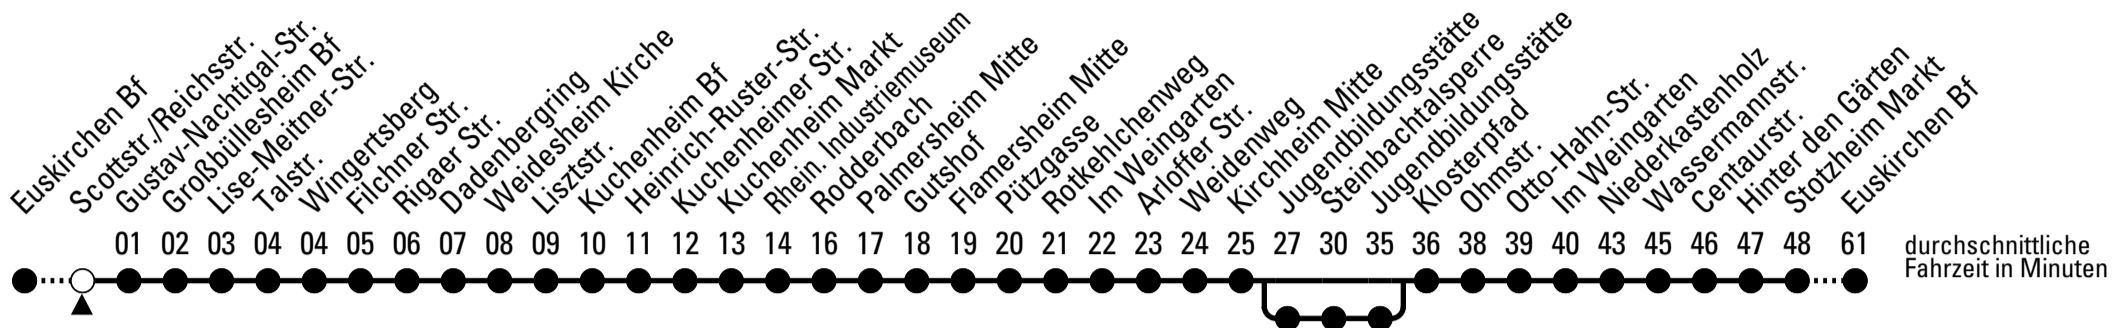 Euskirchen Bf
Scottstr./Reichsstr.
Gustav-Nachtigal-Str.
Großbüllesheim Bf
Lise-Meitner-Str.
Talstr.
Wingertsberg
Filchner Str.
Rigaer Str.
Dadenbergring
Weidesheim Kirche
Lisztstr.
Kuchenheim Bf
Heinrich-Ruster-Str.
Kuchenheimer Str.
Kuchenheim Markt
Rhein. Industriemuseum
Rodderbach
Palmersheim Mitte
Gutshof
Flamersheim Mitte
Pützgasse
Rotkehlchenweg
Im Weingarten
Arloffer Str.
Weidenweg
Kirchheim Mitte
Jugendbildungsstätte
Steinbachtalsperre
Jugendbildungsstätte
Klosterpfad
Ohmstr.
Otto-Hahn-Str.
Im Weingarten
Niederkastenholz
Wassermannstr.
Centaurstr.
Hinter den Gärten
Stotzheim Markt
Euskirchen Bf
01 02 03 04 04 05 06 07 08 09 10 11 12 13 14 16 17 18 19 20 21 22 23 24 25 27 30 35 36 38 39 40 43 45 46 47 48 61
durchschnittliche
Fahrzeit in Minuten